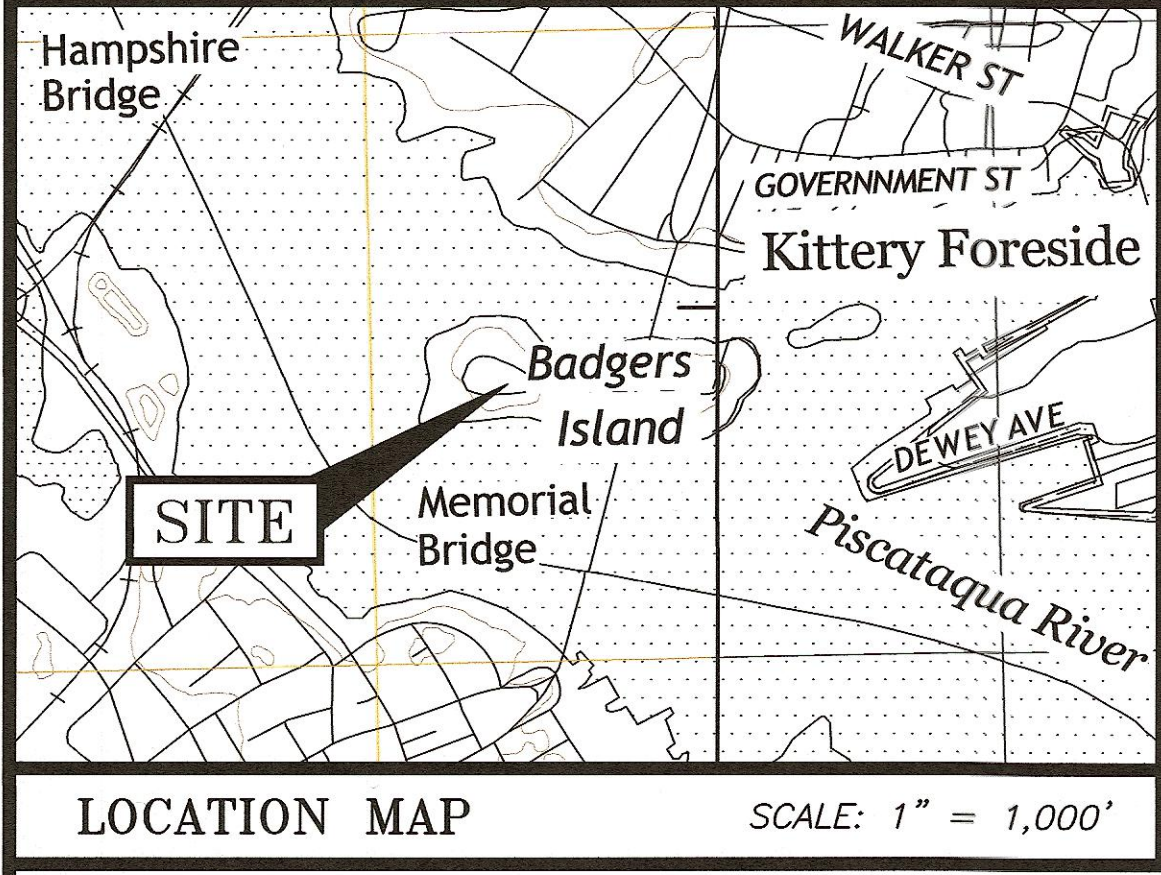 Hampshire
Bridge
WALKER ST
GOVERNNMENT ST
Kittery Foreside
Badgers
Island
DEWEY AVE
SITE
Memorial
Bridge
Piscataqua River
LOCATION MAP
SCALE: 1" = 1,000'